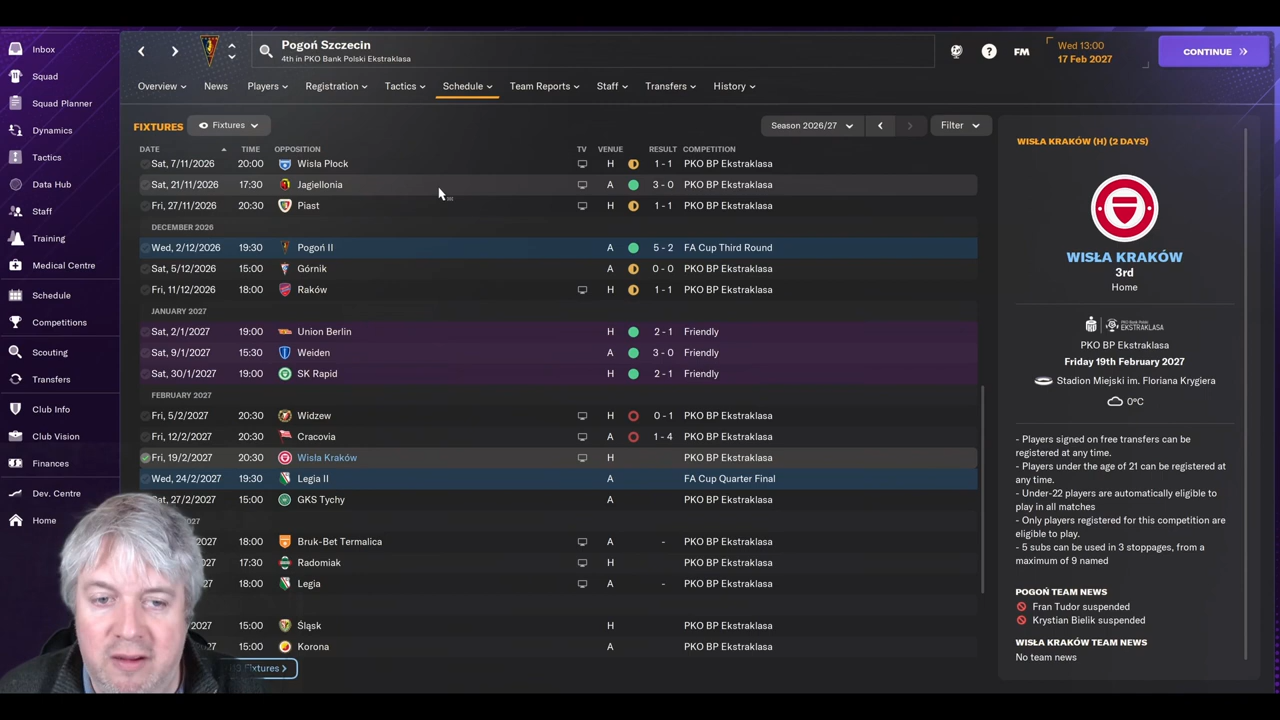 Inbox
Squad
Squad Planner
Dynamics
Tactics
Data Hub
Staff
Training
Medical Centre
Schedule
Competitions
Scouting
Transfers
Club Info
Club Vision
Finances
Dev. Centre
Home
Pogoń Szczecin
4th in PKO Bank Polski Ekstraklasa
FM
Wed 13:00
17 Feb 2027
CONTINUE
Overview News Players Registration Tactics Schedule Team Reports Staff Transfers History
FIXTURES Fixtures Season 2026/27 Filter
DATE TIME OPPOSITION TV VENUE RESULT COMPETITION
Sat, 7/11/2026 20:00 Wisła Płock H 1 - 1 PKO BP Ekstraklasa
Sat, 21/11/2026 17:30 Jagiellonia A 3 - 0 PKO BP Ekstraklasa
Fri, 27/11/2026 20:30 Piast H 1 - 1 PKO BP Ekstraklasa
DECEMBER 2026
Wed, 2/12/2026 19:30 Pogoń II A 5 - 2 FA Cup Third Round
Sat, 5/12/2026 15:00 Górnik A 0 - 0 PKO BP Ekstraklasa
Fri, 11/12/2026 18:00 Raków H 1 - 1 PKO BP Ekstraklasa
JANUARY 2027
Sat, 2/1/2027 19:00 Union Berlin H 2 - 1 Friendly
Sat, 9/1/2027 15:30 Weiden A 3 - 0 Friendly
Sat, 30/1/2027 19:00 SK Rapid H 2 - 1 Friendly
FEBRUARY 2027
Fri, 5/2/2027 20:30 Widzew H 0 - 1 PKO BP Ekstraklasa
Fri, 12/2/2027 20:30 Cracovia A 1 - 4 PKO BP Ekstraklasa
Fri, 19/2/2027 20:30 Wisła Kraków H PKO BP Ekstraklasa
Wed, 24/2/2027 19:30 Legia II A FA Cup Quarter Final
Sat, 27/2/2027 15:00 GKS Tychy A PKO BP Ekstraklasa
2027
2027 18:00 Bruk-Bet Termalica A - PKO BP Ekstraklasa
2027 17:30 Radomiak H PKO BP Ekstraklasa
2027 18:00 Legia A - PKO BP Ekstraklasa
2027 15:00 Śląsk H PKO BP Ekstraklasa
2027 15:00 Korona A PKO BP Ekstraklasa
Fixtures
WISŁA KRAKÓW (H) (2 DAYS)
WISŁA KRAKÓW
3rd
Home
PKO Bank Polski
EKSTRAKLASA
PKO BP Ekstraklasa
Friday 19th February 2027
Stadion Miejski im. Floriana Krygiera
0°C
- Players signed on free transfers can be
registered at any time.
- Players under the age of 21 can be registered at
any time.
- Under-22 players are automatically eligible to
play in all matches
- Only players registered for this competition are
eligible to play.
- 5 subs can be used in 3 stoppages, from a
maximum of 9 named
POGOŃ TEAM NEWS
Fran Tudor suspended
Krystian Bielik suspended
WISŁA KRAKÓW TEAM NEWS
No team news